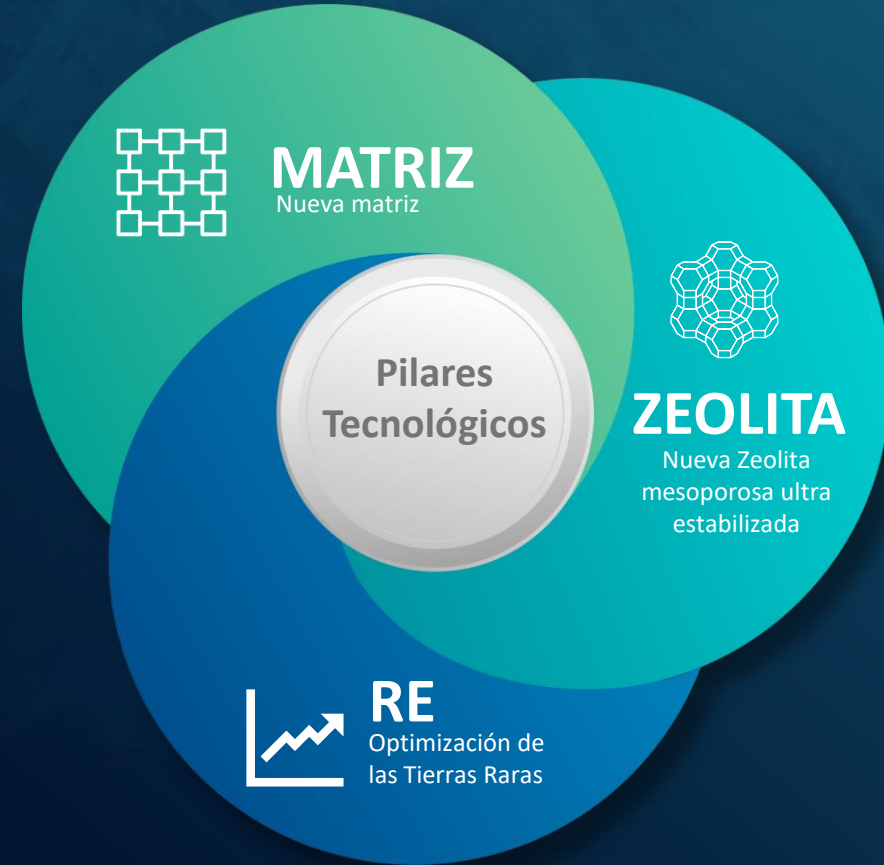 MATRIZ
Nueva matriz
Pilares
Tecnológicos
ZEOLITA
Nueva Zeolita
mesoporosa ultra
estabilizada
RE
Optimización de
las Tierras Raras